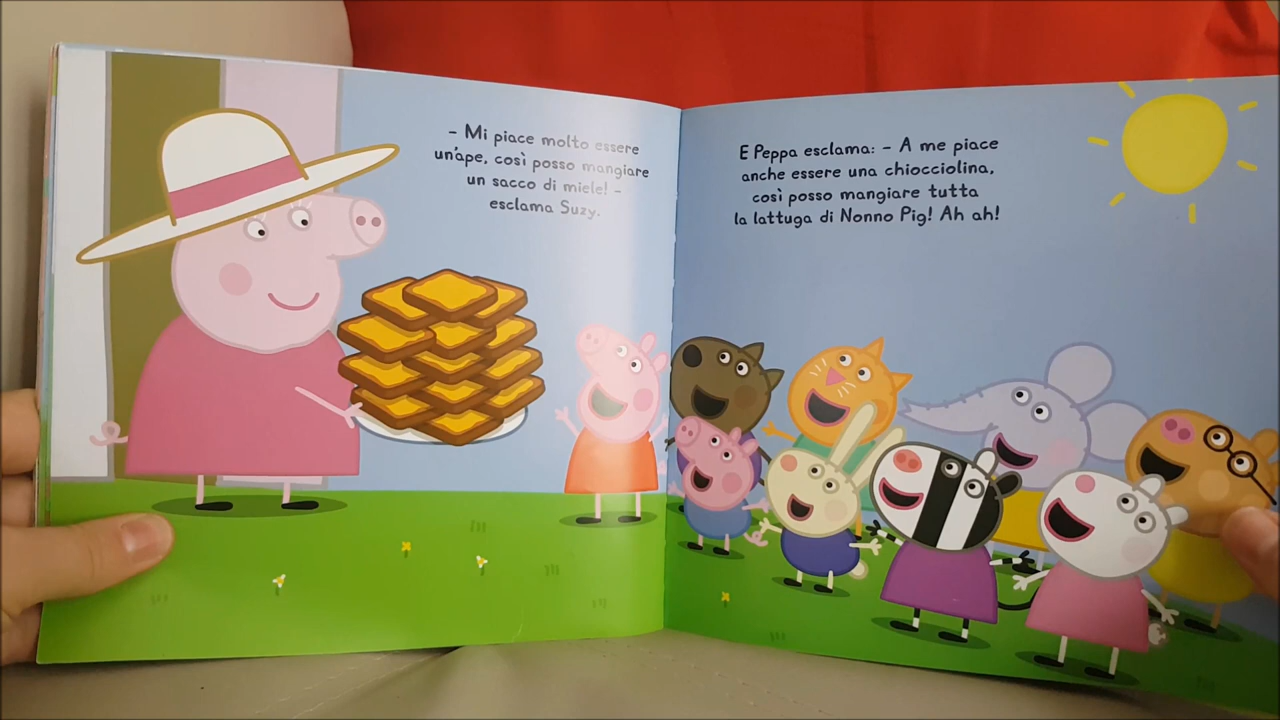 – Mi piace molto essere
un'ape, così posso mangiare
un sacco di miele! –
esclama Suzy.
E Peppa esclama: – A me piace
anche essere una chiocciolina,
così posso mangiare tutta
la lattuga di Nonno Pig! Ah ah!